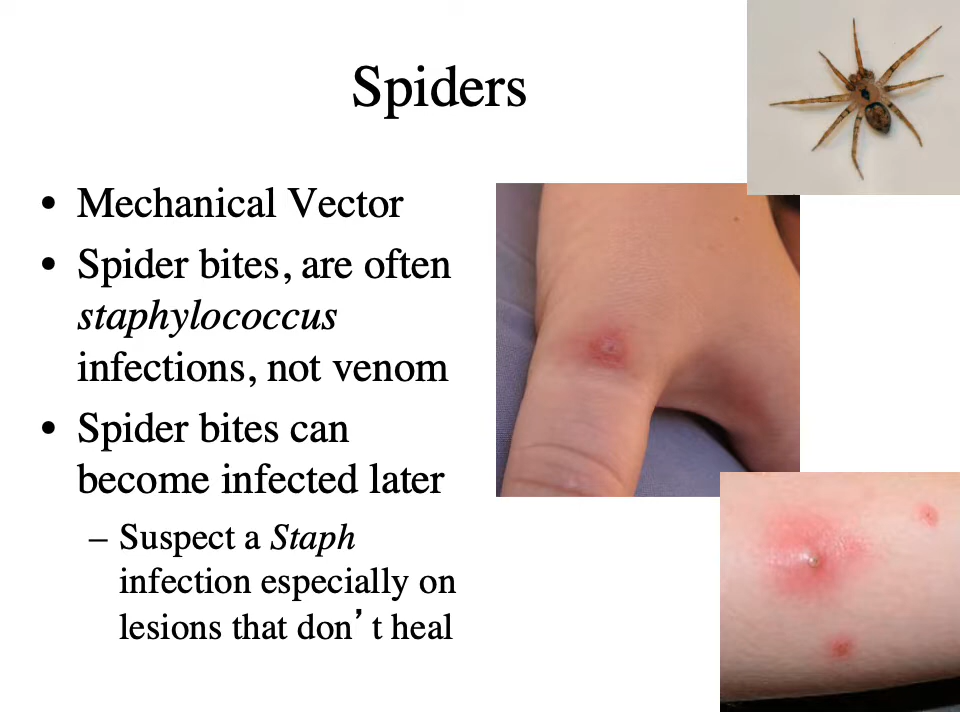 Spiders
• Mechanical Vector
• Spider bites, are often
staphylococcus
infections, not venom
• Spider bites can
become infected later
– Suspect a Staph
infection especially on
lesions that don’t heal